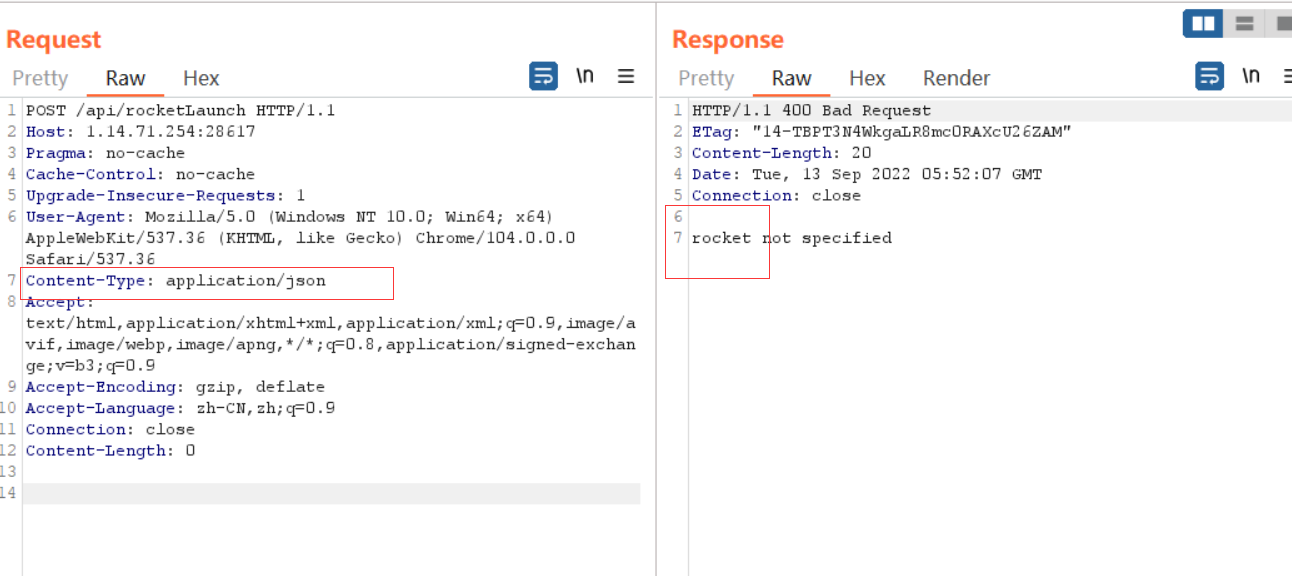 Request
Pretty Raw Hex \n
1 POST /api/rocketLaunch HTTP/1.1
2 Host: 1.14.71.254:28617
3 Pragma: no-cache
4 Cache-Control: no-cache
5 Upgrade-Insecure-Requests: 1
6 User-Agent: Mozilla/5.0 (Windows NT 10.0; Win64; x64)
AppleWebKit/537.36 (KHTML, like Gecko) Chrome/104.0.0.0
Safari/537.36
7 Content-Type: application/json
8 Accept:
text/html,application/xhtml+xml,application/xml;q=0.9,image/a
vif,image/webp,image/apng,*/*;q=0.8,application/signed-exchan
ge;v=b3;q=0.9
9 Accept-Encoding: gzip, deflate
10 Accept-Language: zh-CN,zh;q=0.9
11 Connection: close
12 Content-Length: 0
13
14
Response
Pretty Raw Hex Render \n
1 HTTP/1.1 400 Bad Request
2 ETag: "14-TBPT3N4WkgaLR8mc0RAXcU26ZAM"
3 Content-Length: 20
4 Date: Tue, 13 Sep 2022 05:52:07 GMT
5 Connection: close
6
7 rocket not specified